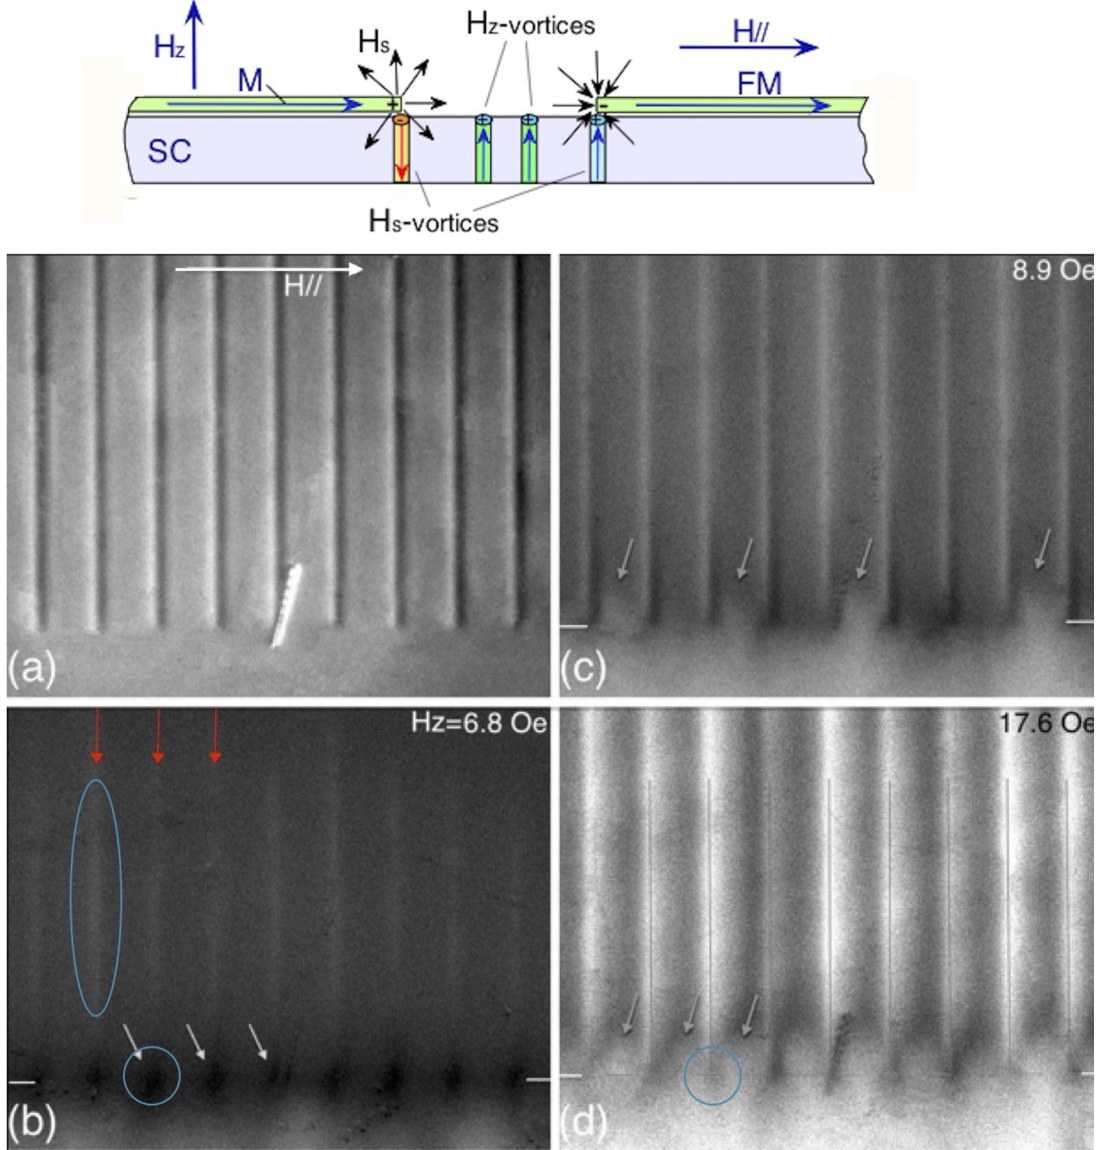 Hz
Hs
Hz-vortices
H//
M
FM
+
-
SC
-
+
+
+
Hs-vortices
H//
(a)
8.9 Oe
(c)
Hz=6.8 Oe
(b)
17.6 Oe
(d)